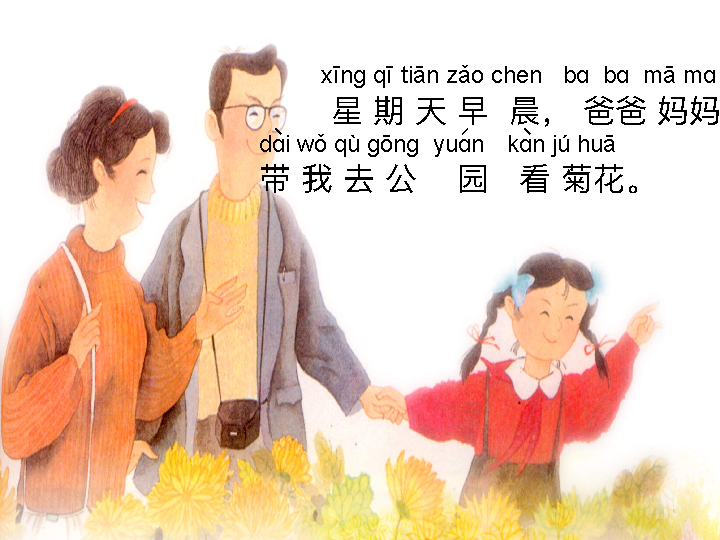 xīng qī tiān zǎo chen bɑ bɑ mā mɑ
星 期 天 早 晨， 爸爸 妈妈
dài wǒ qù gōng yuán kàn jú huā
带 我 去 公 园 看 菊花。